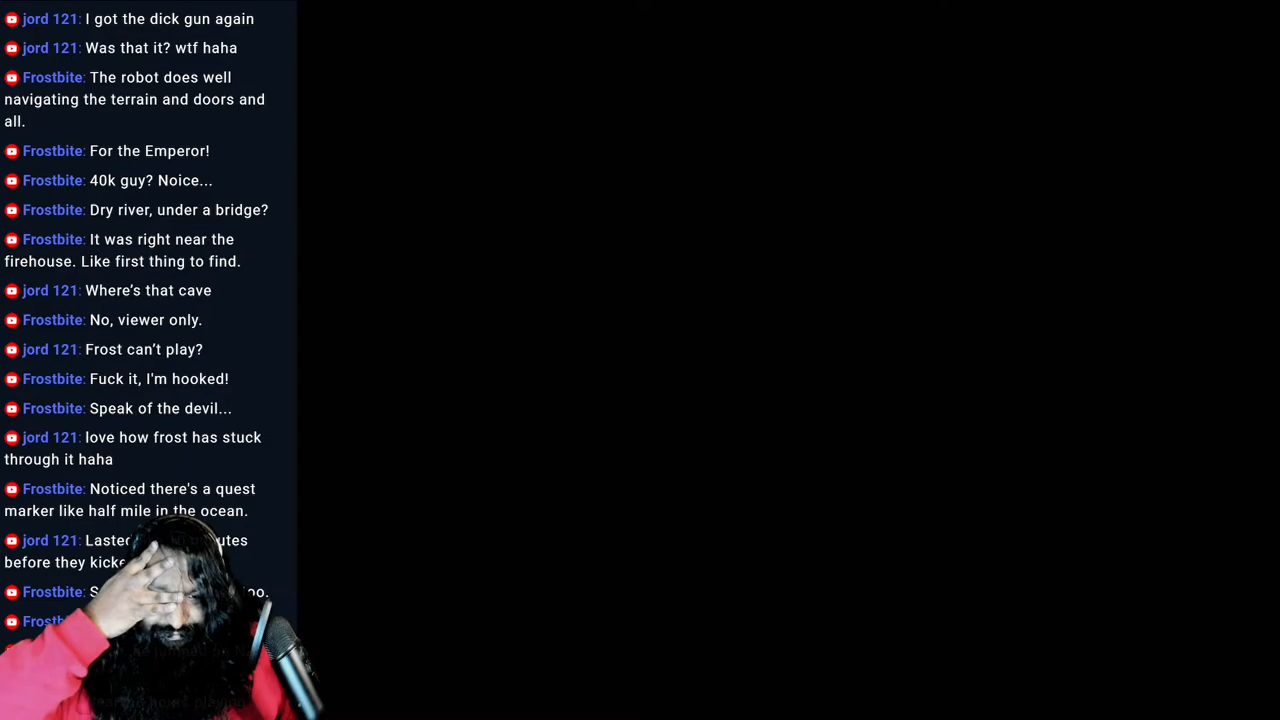 jord 121: I got the dick gun again
jord 121: Was that it? wtf haha
Frostbite: The robot does well
navigating the terrain and doors and
all.
Frostbite: For the Emperor!
Frostbite: 40k guy? Noice...
Frostbite: Dry river, under a bridge?
Frostbite: It was right near the
firehouse. Like first thing to find.
jord 121: Where's that cave
Frostbite: No, viewer only.
jord 121: Frost can't play?
Frostbite: Fuck it, I'm hooked!
Frostbite: Speak of the devil...
jord 121: love how frost has stuck
through it haha
Frostbite: Noticed there's a quest
marker like half mile in the ocean.
jord 121: Lasted
before they
Frostbite: